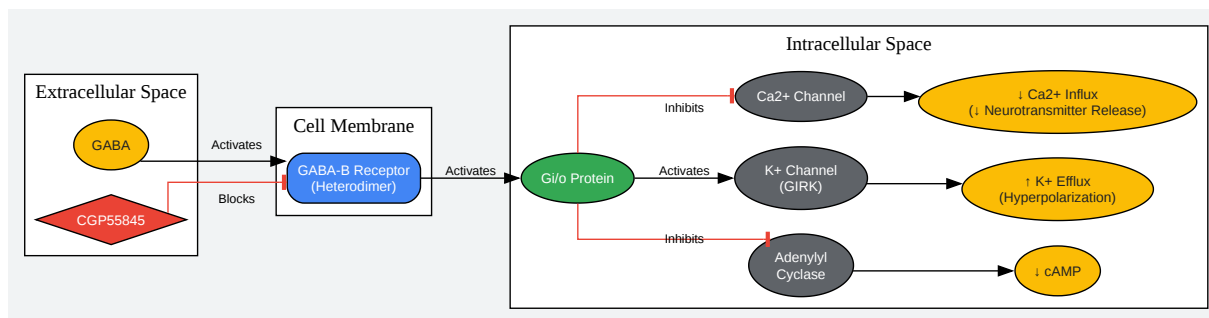 Extracellular Space
GABA
CGP55845
Activates
Blocks
Cell Membrane
GABA-B Receptor
(Heterodimer)
Activates
Intracellular Space
Gi/o Protein
Inhibits
Activates
Inhibits
Ca2+ Channel
K+ Channel
(GIRK)
Adenylyl
Cyclase
↓ Ca2+ Influx
(↓ Neurotransmitter Release)
↑ K+ Efflux
(Hyperpolarization)
↓ cAMP